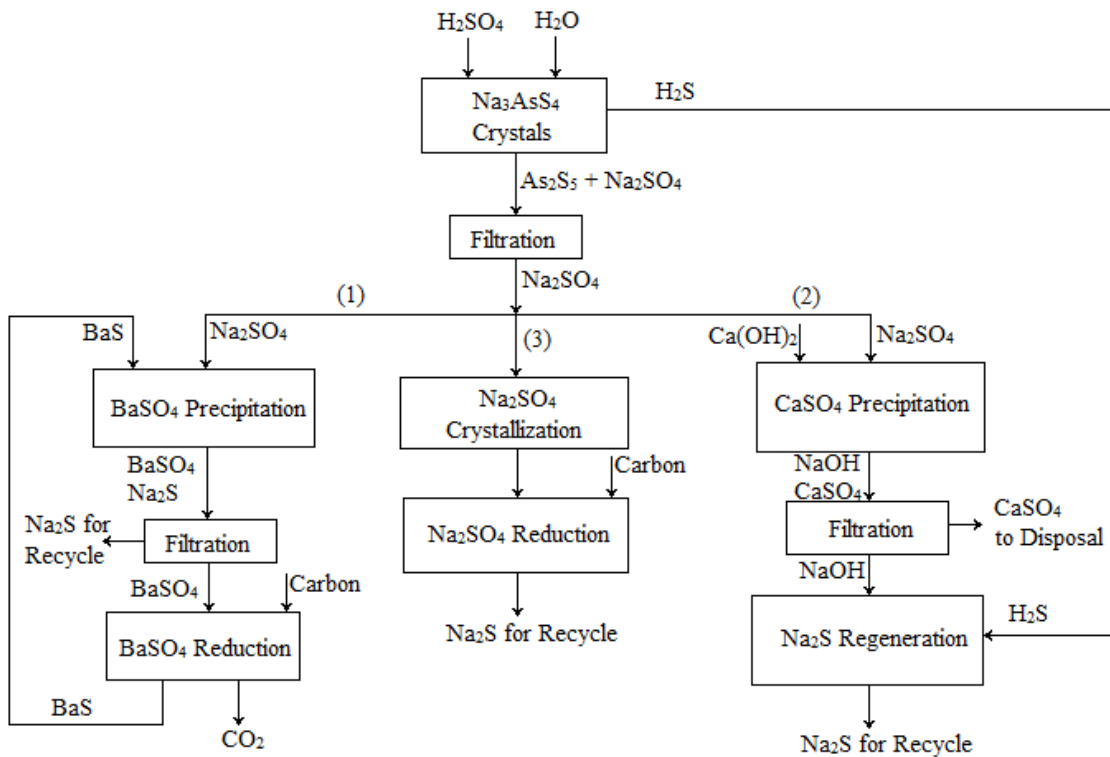 H₂SO₄ H₂O
Na₃AsS₄
Crystals
H₂S
As₂S₅ + Na₂SO₄
Filtration
Na₂SO₄
(1)
(2)
(3)
BaS
Na₂SO₄
BaSO₄ Precipitation
BaSO₄
Na₂S
Na₂S for
Recycle
Filtration
BaSO₄
Carbon
BaSO₄ Reduction
BaS
CO₂
Na₂SO₄
Crystallization
Carbon
Na₂SO₄ Reduction
Na₂S for Recycle
Ca(OH)₂
Na₂SO₄
CaSO₄ Precipitation
NaOH
CaSO₄
Filtration
CaSO₄
to Disposal
NaOH
H₂S
Na₂S Regeneration
Na₂S for Recycle